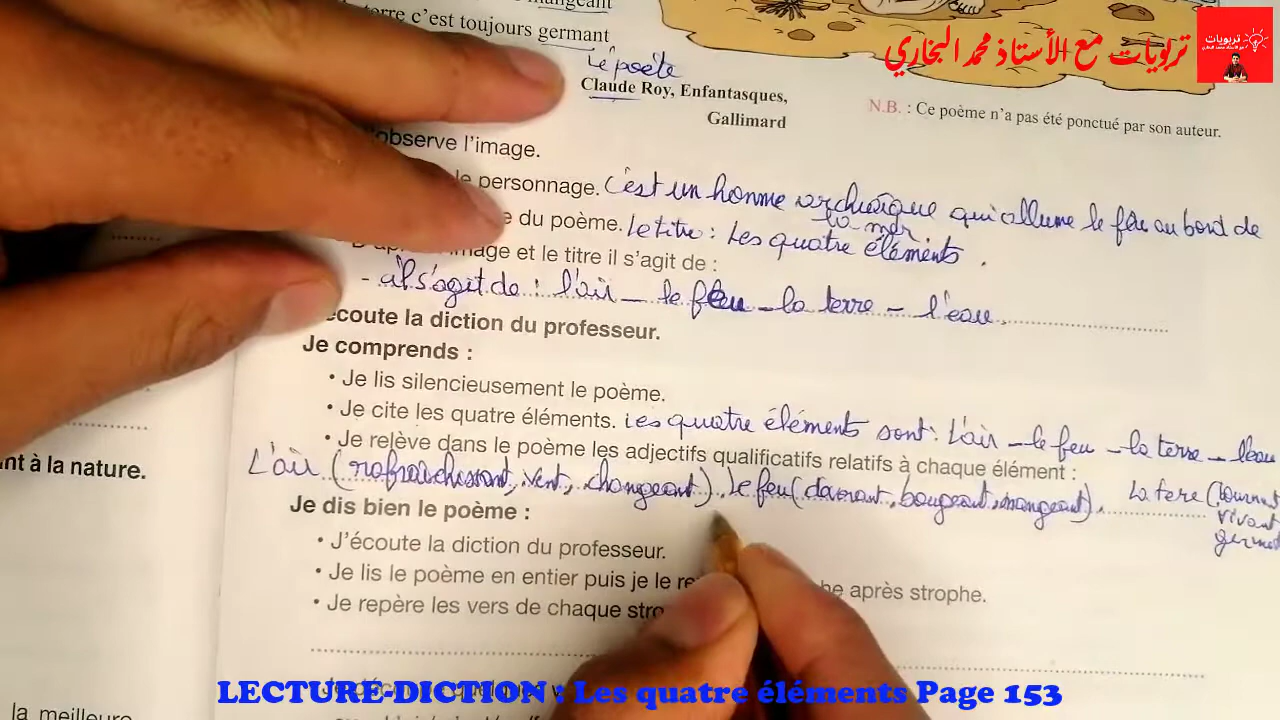 mangeant
terre c'est toujours germant
Le poète
Claude Roy, Enfantasques,
Gallimard
تربويات مع الأستاذ محمد البخاري
تربويات
N.B. : Ce poème n'a pas été ponctué par son auteur.
'observe l'image.
le personnage. C'est un homme archaïque qui allume le feu au bord de
la mer.
e du poème. Le titre : Les quatre éléments .
image et le titre il s'agit de :
- il s'agit de : l'air - le feu - la terre - l'eau.
écoute la diction du professeur.
Je comprends :
• Je lis silencieusement le poème.
• Je cite les quatre éléments. Les quatre éléments sont : L'air - le feu - la terre - l'eau
• Je relève dans le poème les adjectifs qualificatifs relatifs à chaque élément :
L'air (rafraichissant, vent, changeant), le feu (devorant, bougeant, mangeant), La terre (tournant
vivant
germant
nt à la nature.
Je dis bien le poème :
• J'écoute la diction du professeur.
• Je lis le poème en entier puis je le re he après strophe.
• Je repère les vers de chaque stro
LECTURE-DICTION : Les quatre éléments Page 153
la meilleure